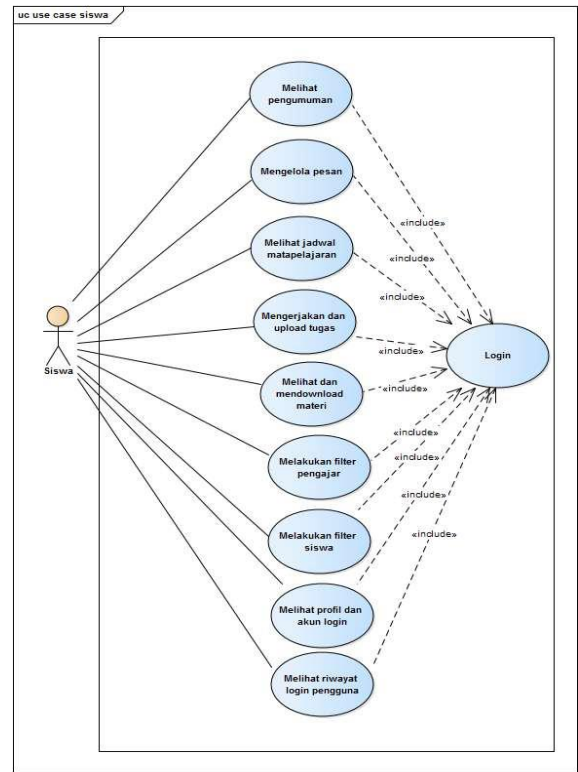 uc use case siswa
Melihat
pengumuman
Mengelola pesan
«include»
«include»
Melihat jadwal
matapelajaran
«include»
Mengerjakan dan
upload tugas
«include»
Login
Siswa
Melihat dan
mendownload
materi
«include»
Melakukan filter
pengajar
«include»
«include»
Melakukan filter
siswa
«include»
«include»
Melihat profil dan
akun login
Melihat riwayat
login pengguna